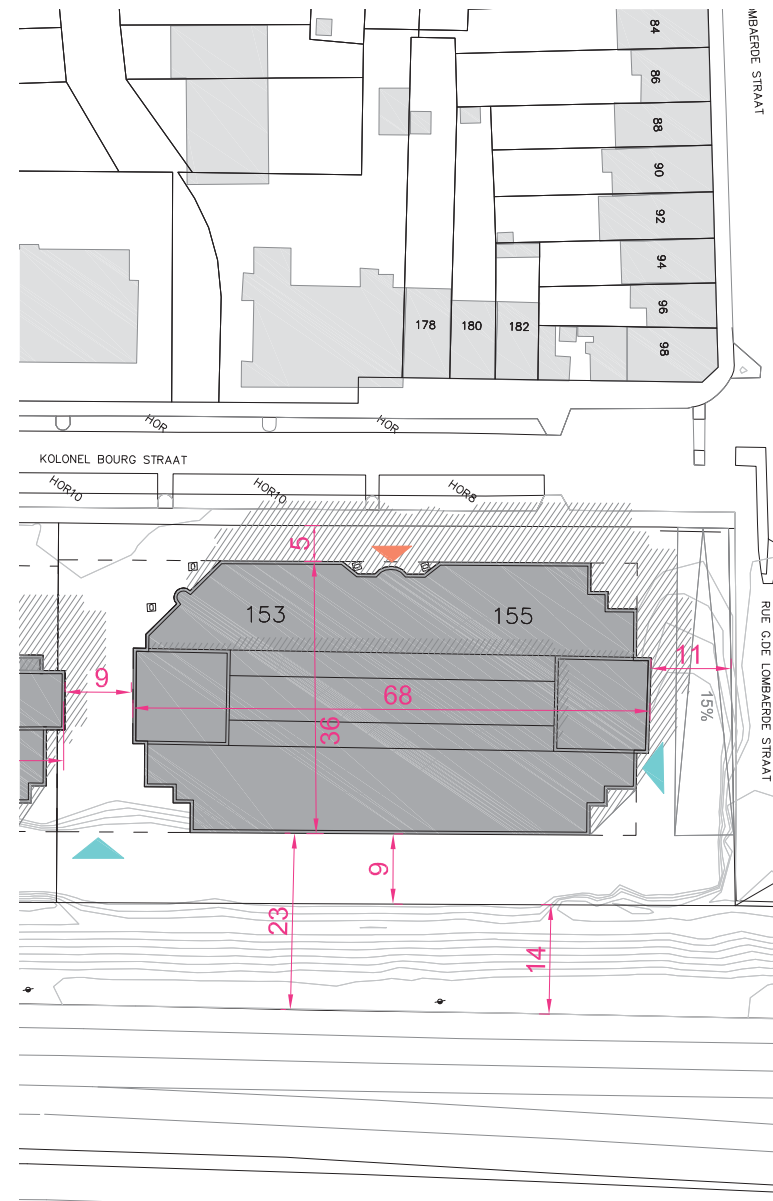 LOMBAERDE STRAAT
84
86
88
90
92
94
96
98
178
180
182
HOR
HOR
KOLONEL BOURG STRAAT
HOR10
HOR10
HOR8
5
153
155
11
9
68
15%
36
RUE G.DE LOMBAERDE STRAAT
9
23
14